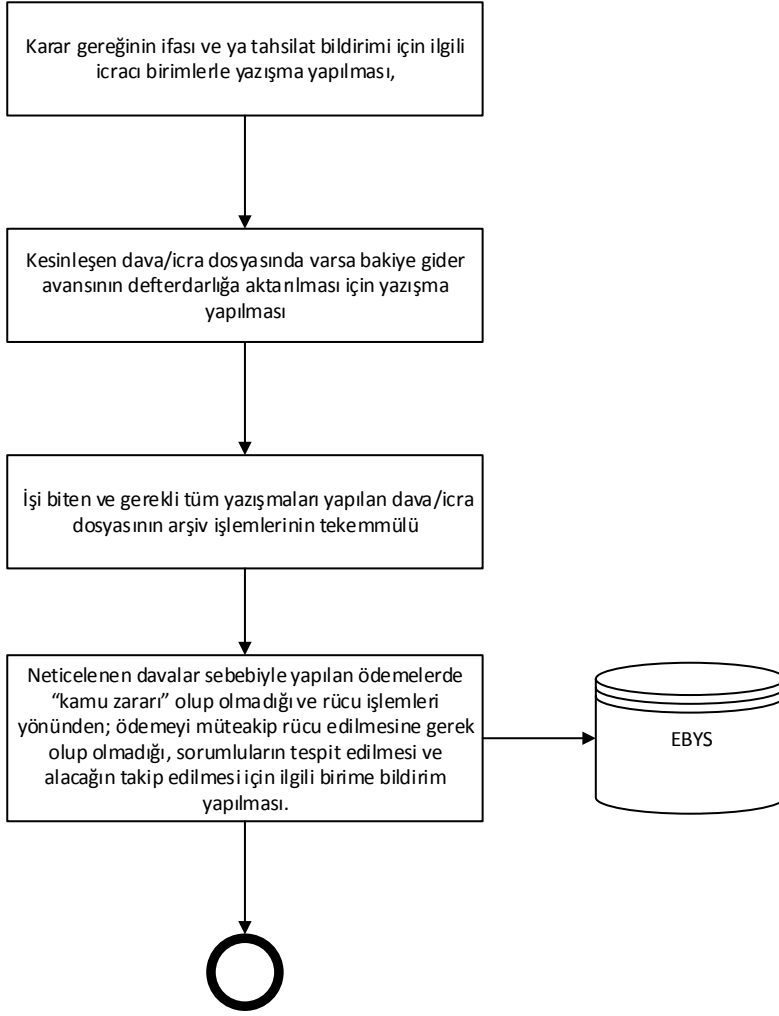 Karar gereğinin ifası ve ya tahsilat bildirimi için ilgili
icracı birimlerle yazışma yapılması,
Kesinleşen dava/icra dosyasında varsa bakiye gider
avansının defterdarlığa aktarılması için yazışma
yapılması
İşi biten ve gerekli tüm yazışmaları yapılan dava/icra
dosyasının arşiv işlemlerinin tekemmülü
Neticelenen davalar sebebiyle yapılan ödemelerde
“kamu zararı” olup olmadığı ve rücu işlemleri
yönünden; ödemeyi müteakip rücu edilmesine gerek
olup olmadığı, sorumluların tespit edilmesi ve
alacağın takip edilmesi için ilgili birime bildirim
yapılması.
EBYS